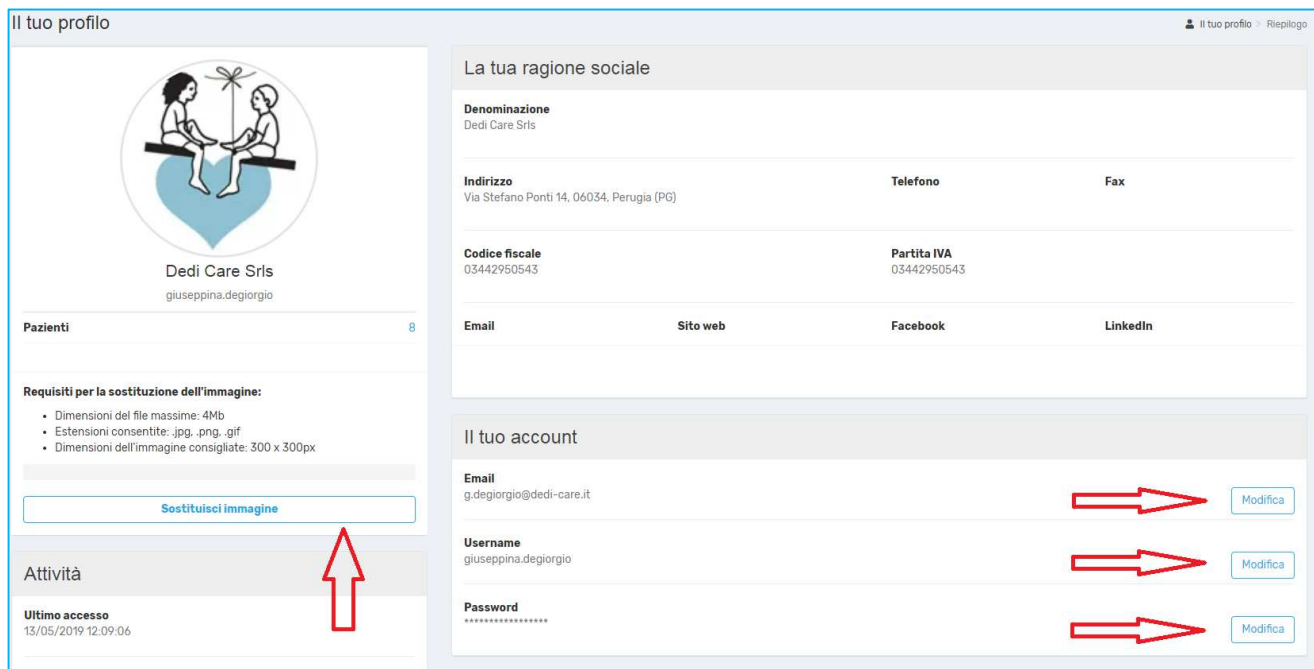 Il tuo profilo
Il tuo profilo > Riepilogo
Dedi Care Srls
giuseppina.degiorgio
Pazienti 8
Requisiti per la sostituzione dell'immagine:
• Dimensioni del file massime: 4Mb
• Estensioni consentite: .jpg, .png, .gif
• Dimensioni dell'immagine consigliate: 300 x 300px
Sostituisci immagine
Attività
Ultimo accesso
13/05/2019 12:09:06
La tua ragione sociale
Denominazione
Dedi Care Srls
Indirizzo Telefono Fax
Via Stefano Ponti 14, 06034, Perugia (PG)
Codice fiscale Partita IVA
03442950543 03442950543
Email Sito web Facebook LinkedIn
Il tuo account
Email
g.degiorgio@dedi-care.it
Modifica
Username
giuseppina.degiorgio
Modifica
Password
*****************
Modifica